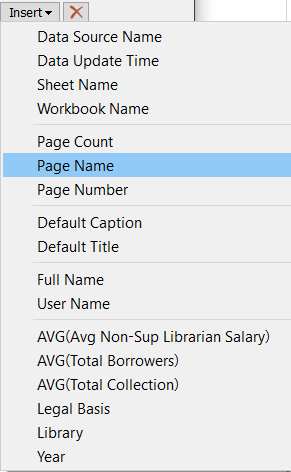 Insert
Data Source Name
Data Update Time
Sheet Name
Workbook Name
Page Count
Page Name
Page Number
Default Caption
Default Title
Full Name
User Name
AVG(Avg Non-Sup Librarian Salary)
AVG(Total Borrowers)
AVG(Total Collection)
Legal Basis
Library
Year